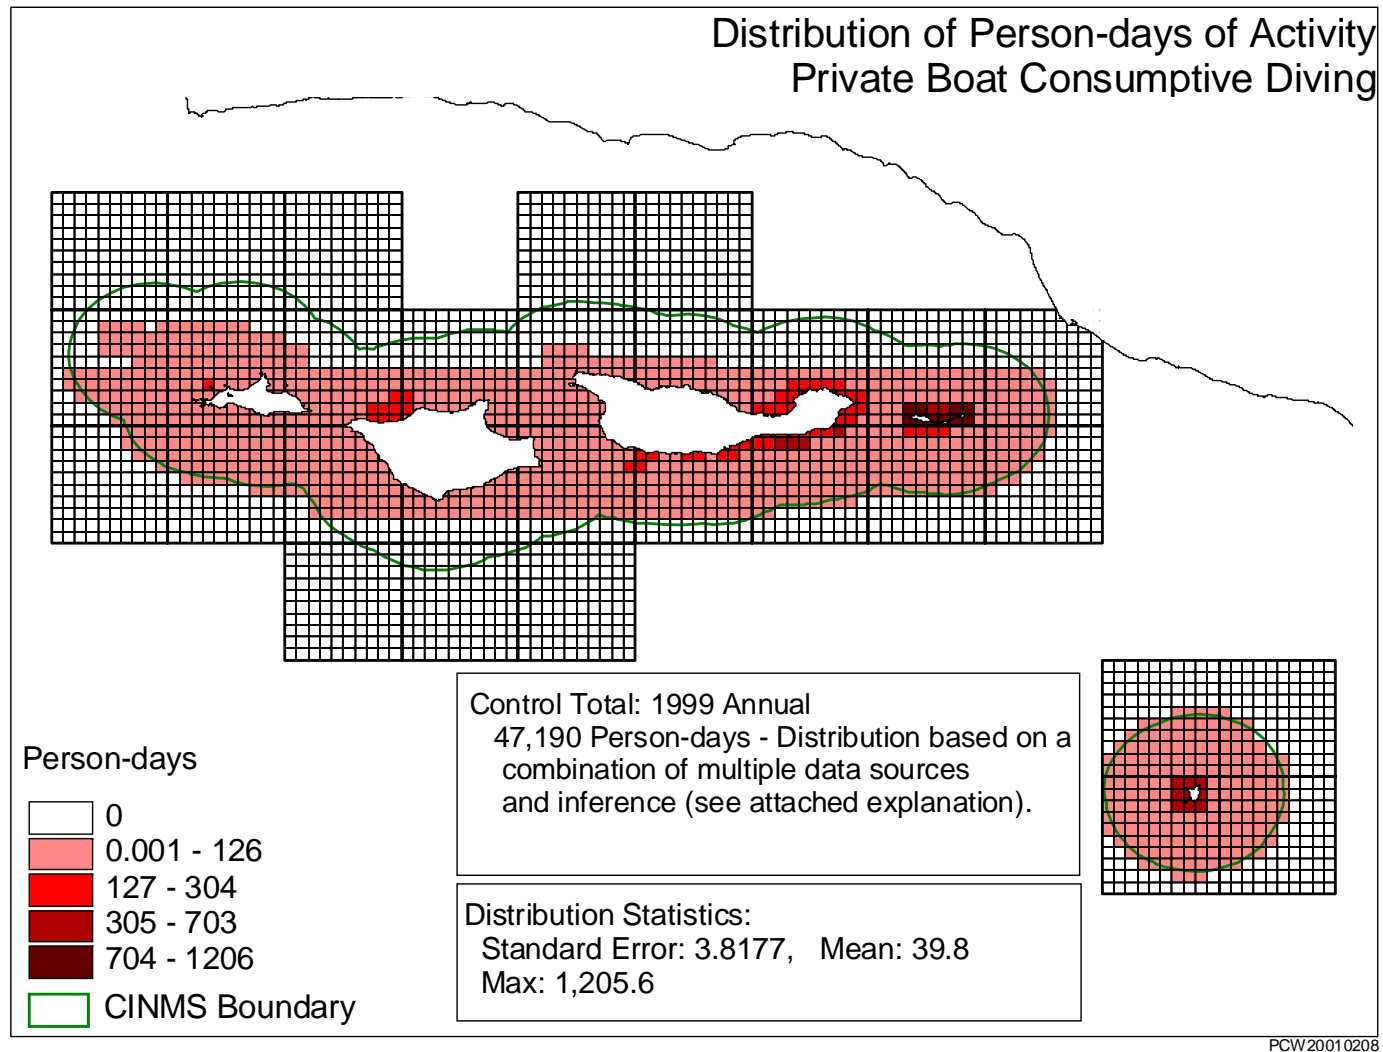 Distribution of Person-days of Activity
Private Boat Consumptive Diving
Control Total: 1999 Annual
47,190 Person-days - Distribution based on a
combination of multiple data sources
and inference (see attached explanation).
Person-days
0
0.001 - 126
127 - 304
305 - 703
704 - 1206
CINMS Boundary
Distribution Statistics:
Standard Error: 3.8177, Mean: 39.8
Max: 1,205.6
PCW20010208